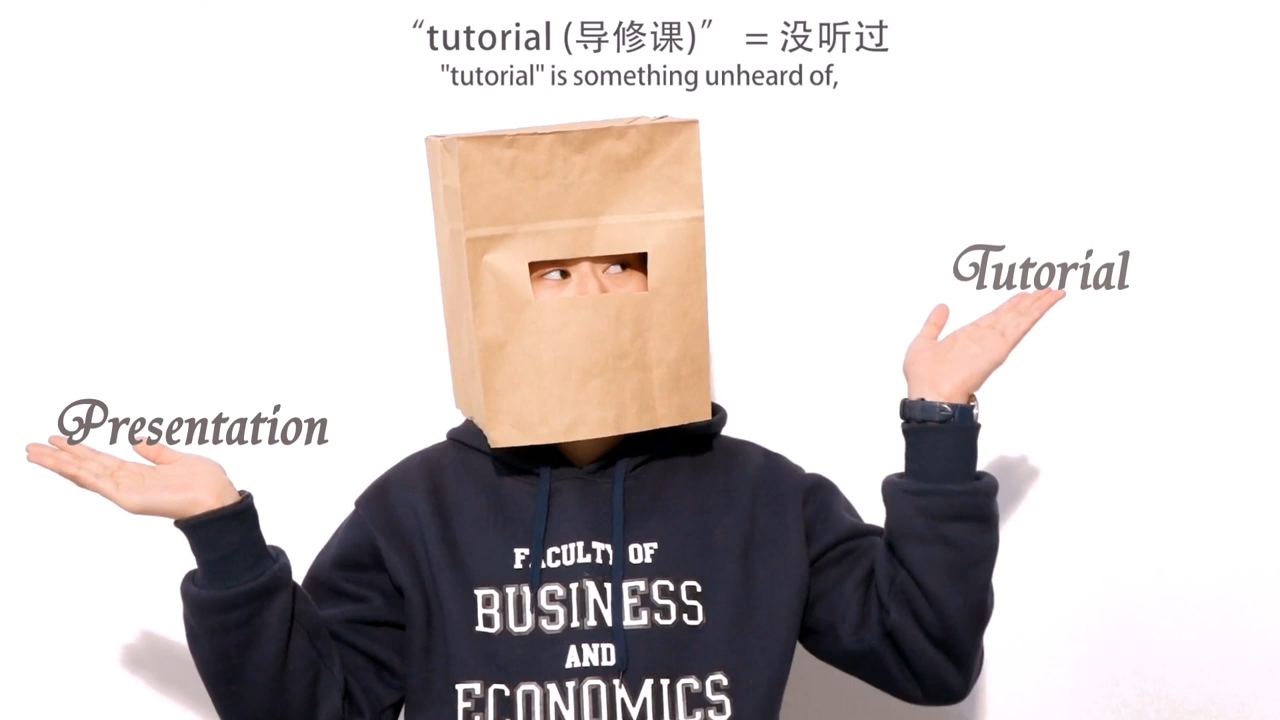 “tutorial (导修课)” = 没听过
"tutorial" is something unheard of,
Tutorial
Presentation
FACULTY OF
BUSINESS
AND
ECONOMICS